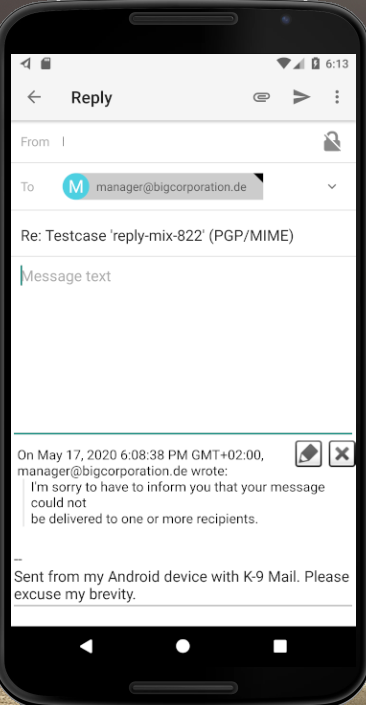 6:13
Reply
From I
To M manager@bigcorporation.de
Re: Testcase 'reply-mix-822' (PGP/MIME)
Message text
On May 17, 2020 6:08:38 PM GMT+02:00,
manager@bigcorporation.de wrote:
I'm sorry to have to inform you that your message
could not
be delivered to one or more recipients.
--
Sent from my Android device with K-9 Mail. Please
excuse my brevity.